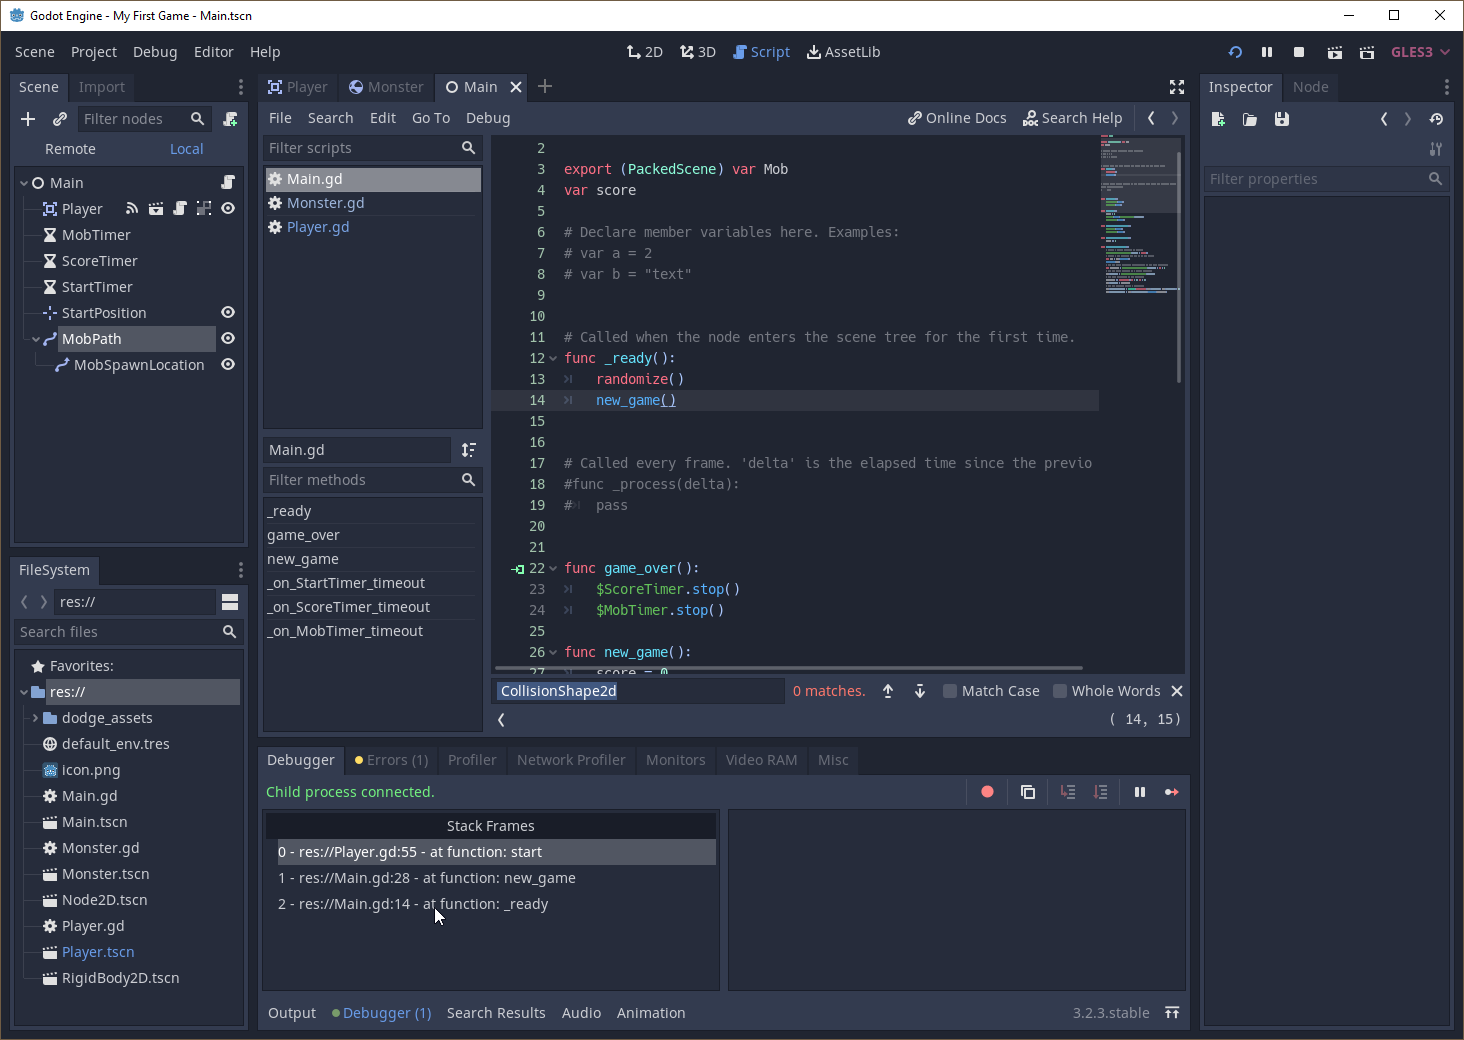 Godot Engine - My First Game - Main.tscn
Scene Project Debug Editor Help
2D 3D Script AssetLib
GLES3
Scene Import
Filter nodes
Remote Local
Main
Player
MobTimer
ScoreTimer
StartTimer
StartPosition
MobPath
MobSpawnLocation
FileSystem
res://
Search files
Favorites:
res://
dodge_assets
default_env.tres
icon.png
Main.gd
Main.tscn
Monster.gd
Monster.tscn
Node2D.tscn
Player.gd
Player.tscn
RigidBody2D.tscn
Player Monster Main
File Search Edit Go To Debug
Online Docs Search Help
Filter scripts
Main.gd
Monster.gd
Player.gd
Main.gd
Filter methods
_ready
game_over
new_game
_on_StartTimer_timeout
_on_ScoreTimer_timeout
_on_MobTimer_timeout
2
3 export (PackedScene) var Mob
4 var score
5
6 # Declare member variables here. Examples:
7 # var a = 2
8 # var b = "text"
9
10
11 # Called when the node enters the scene tree for the first time.
12 func _ready():
13 randomize()
14 new_game()
15
16
17 # Called every frame. 'delta' is the elapsed time since the previo
18 #func _process(delta):
19 # pass
20
21
22 func game_over():
23 $ScoreTimer.stop()
24 $MobTimer.stop()
25
26 func new_game():
27 score = 0
CollisionShape2d 0 matches. Match Case Whole Words
( 14, 15)
Debugger Errors (1) Profiler Network Profiler Monitors Video RAM Misc
Child process connected.
Stack Frames
0 - res://Player.gd:55 - at function: start
1 - res://Main.gd:28 - at function: new_game
2 - res://Main.gd:14 - at function: _ready
Output Debugger (1) Search Results Audio Animation
3.2.3.stable
Inspector Node
Filter properties